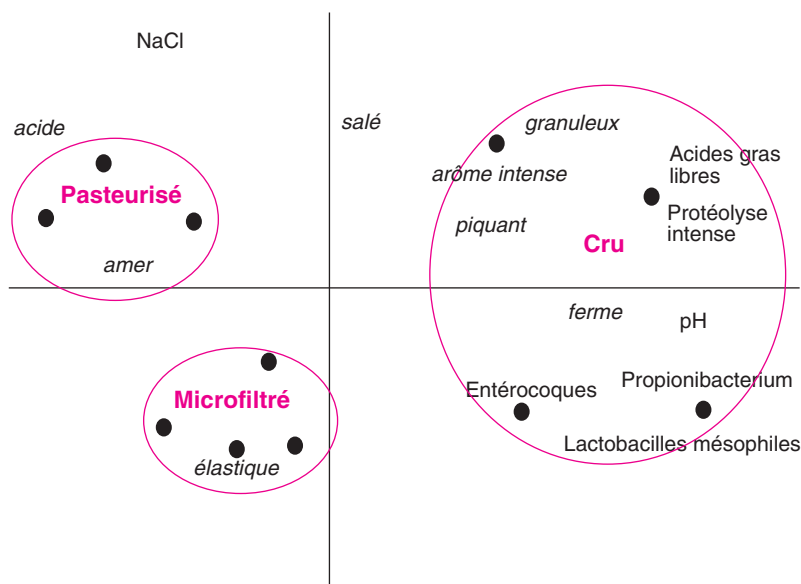 NaCl
acide
salé
granuleux
Pasteurisé
arôme intense
Acides gras
libres
piquant
Protéolyse
intense
Cru
amer
ferme
pH
Microfiltré
Entérocoques
Propionibacterium
élastique
Lactobacilles mésophiles